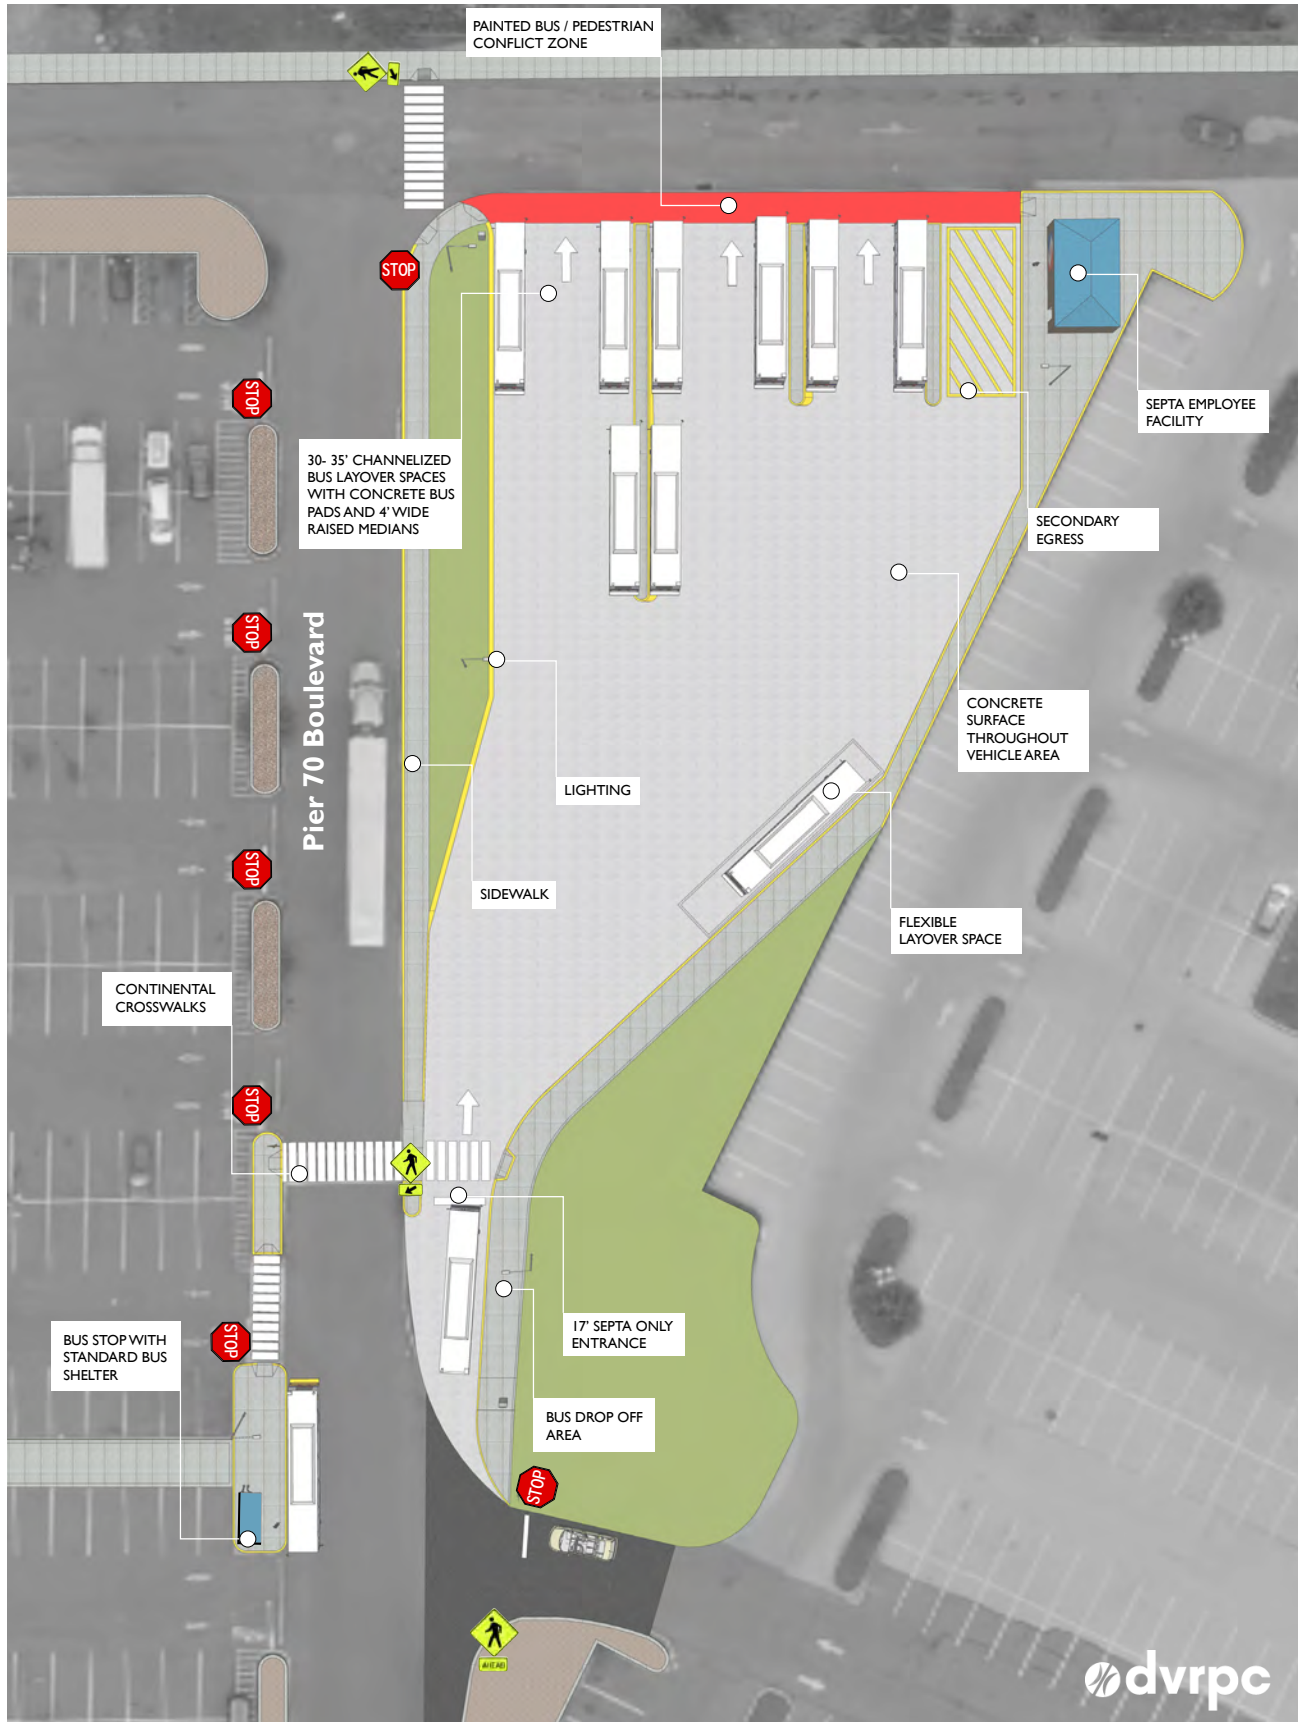 PAINTED BUS / PEDESTRIAN
CONFLICT ZONE
STOP
STOP
SEPTA EMPLOYEE
FACILITY
30- 35' CHANNELIZED
BUS LAYOVER SPACES
WITH CONCRETE BUS
PADS AND 4' WIDE
RAISED MEDIANS
SECONDARY
EGRESS
STOP
Pier 70 Boulevard
CONCRETE
SURFACE
THROUGHOUT
VEHICLE AREA
LIGHTING
STOP
SIDEWALK
FLEXIBLE
LAYOVER SPACE
CONTINENTAL
CROSSWALKS
STOP
STOP
BUS STOP WITH
STANDARD BUS
SHELTER
17' SEPTA ONLY
ENTRANCE
BUS DROP OFF
AREA
STOP
AHEAD
dvrpc